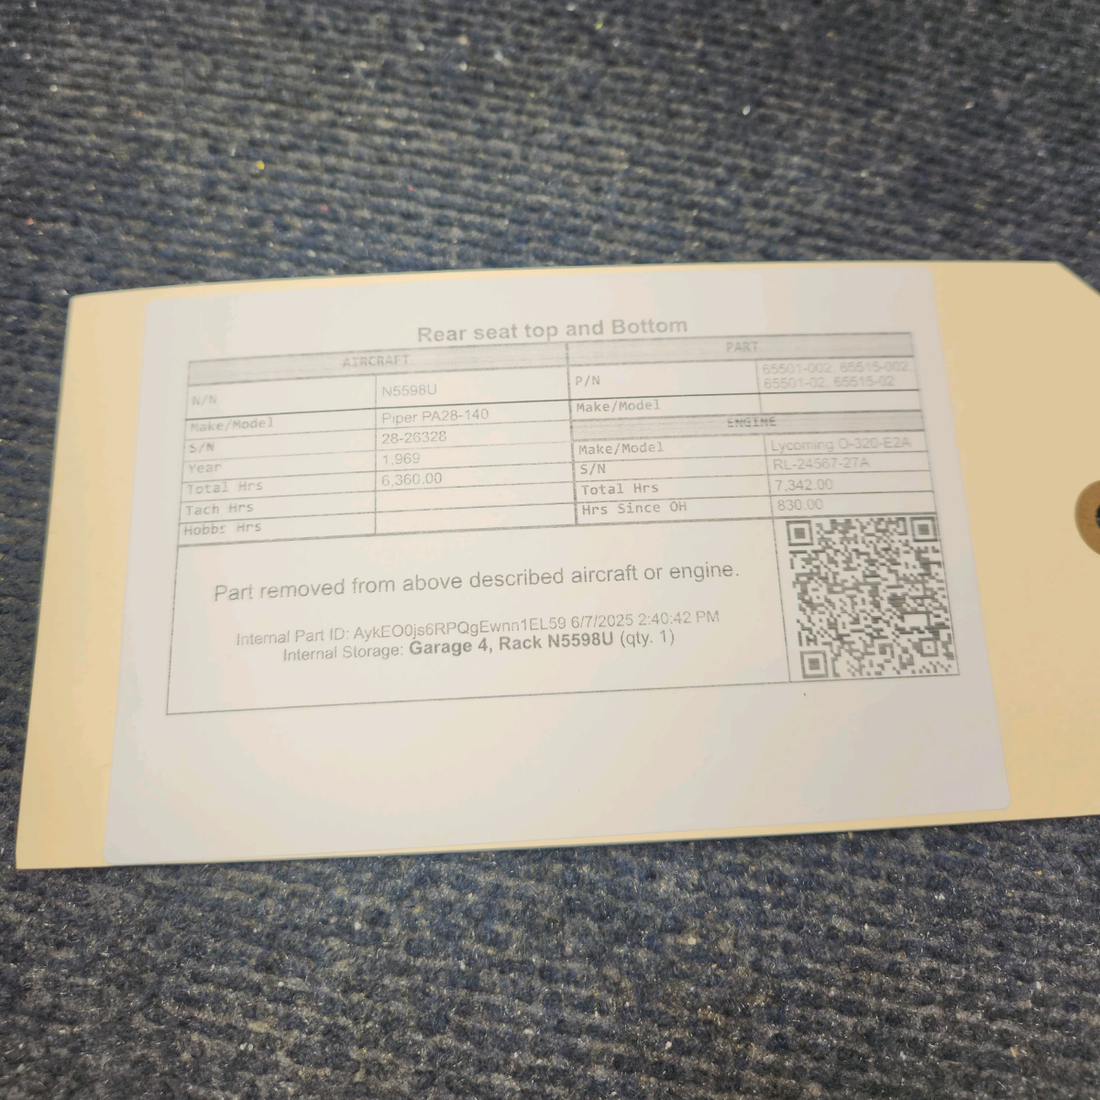 Rear seat top and Bottom
AIRCRAFT PART
N/N N5598U P/N 65501-002, 65515-002,
65501-02, 65515-02
Make/Model Piper PA28-140 Make/Model
S/N 28-26328 ENGINE
Year 1,969 Make/Model Lycoming O-320-E2A
Total Hrs 6,360.00 S/N RL-24567-27A
Tach Hrs Total Hrs 7,342.00
Hobbs Hrs Hrs Since OH 830.00
Part removed from above described aircraft or engine.
Internal Part ID: AykEO0js6RPQgEwnn1EL59 6/7/2025 2:40:42 PM
Internal Storage: Garage 4, Rack N5598U (qty. 1)